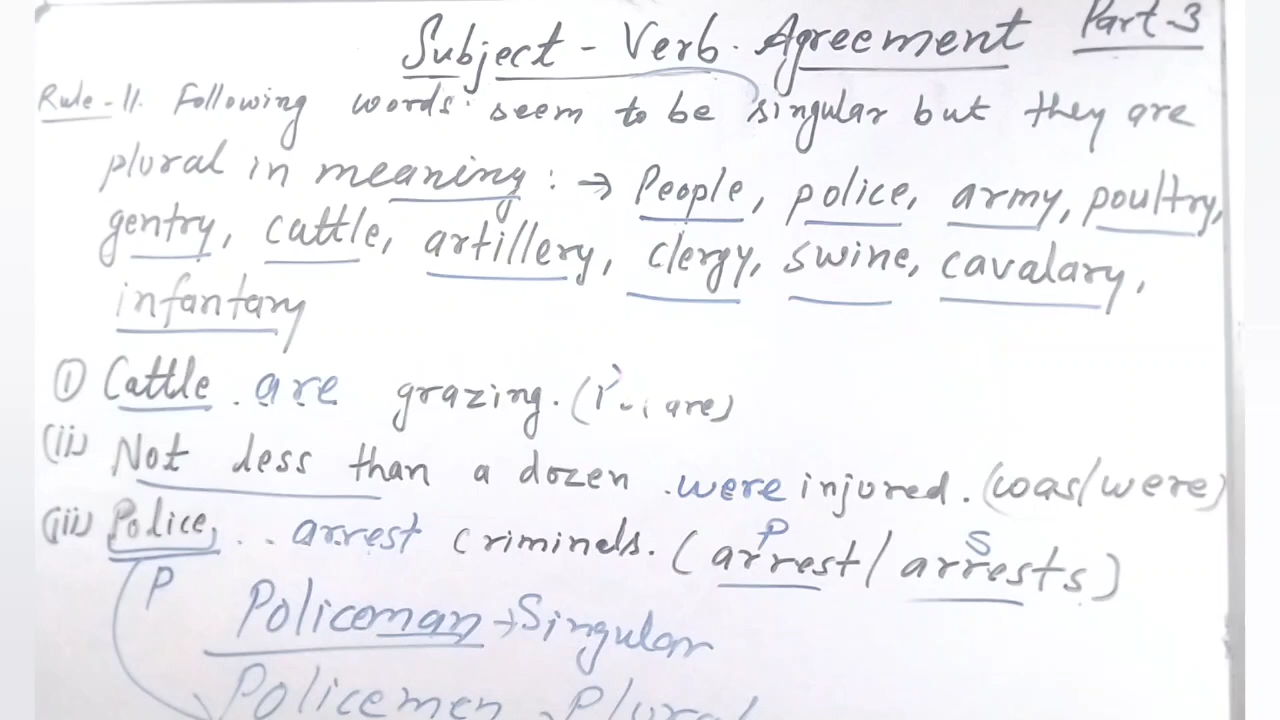 Subject - Verb. Agreement Part-3
Rule-11. Following words seem to be singular but they are
plural in meaning : → People, police, army, poultry,
gentry, cattle, artillery, clergy, swine, cavalary,
infantary
(i) Cattle .are grazing. (are)
(ii) Not less than a dozen .were injured. (was/were)
(iii) Police, .. arrest criminals. (arrest/arrests)
P S
P
Policeman → Singular
Policemen → Plural